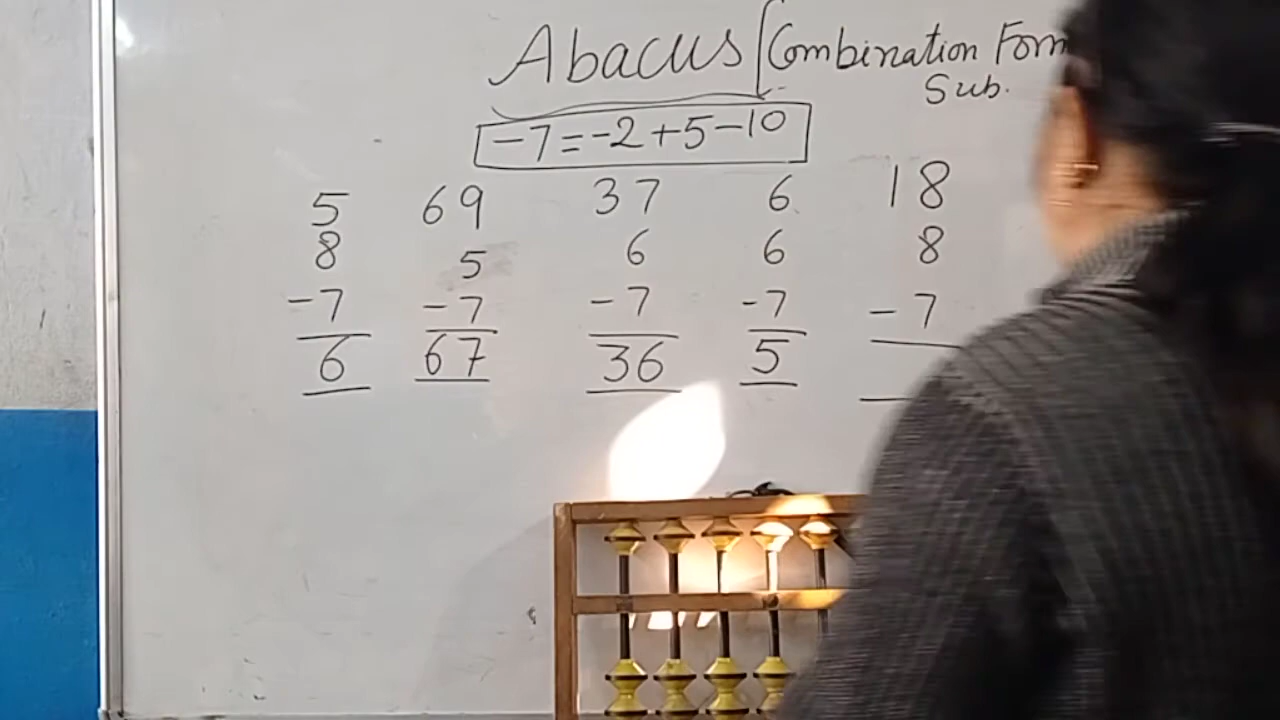 Abacus Combination Form
Sub.
-7=-2+5-10
5 69 37 6 18
8 5 6 6 8
-7 -7 -7 -7 -7
6 67 36 5